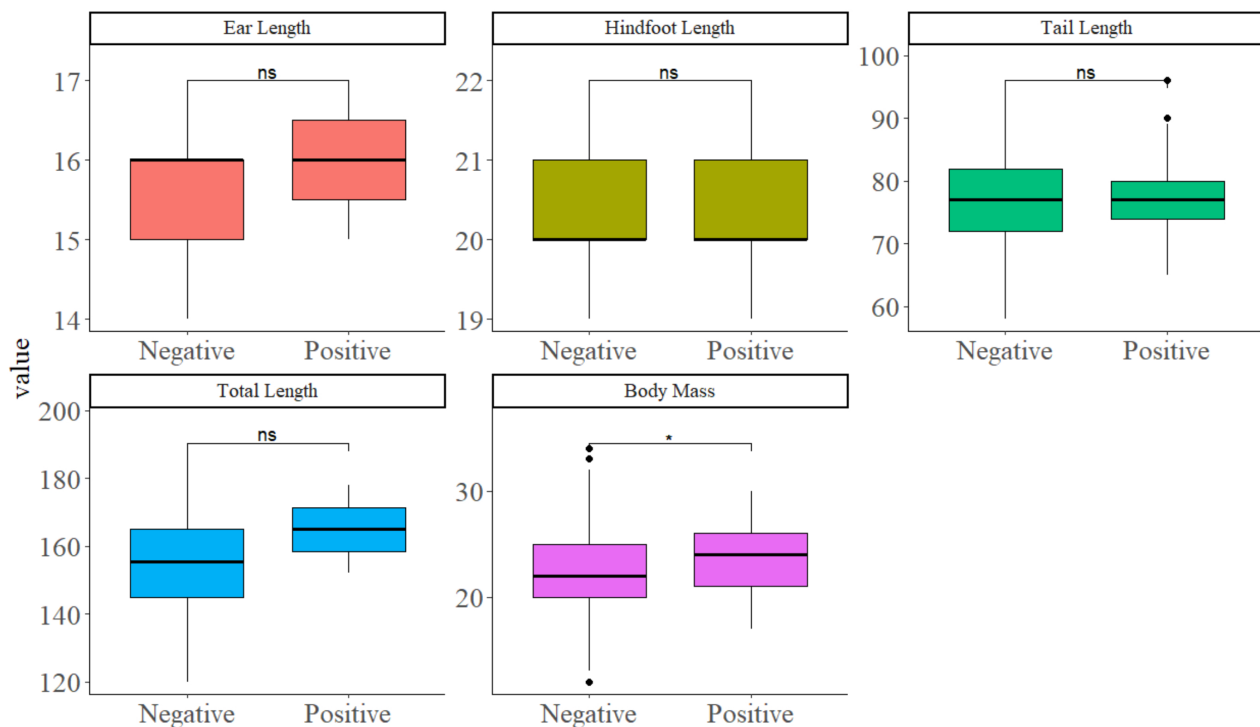 Ear Length
Hindfoot Length
Tail Length
17
16
15
14
ns
Negative
Positive
22
21
20
19
ns
Negative
Positive
100
90
80
70
60
ns
Negative
Positive
value
Total Length
Body Mass
200
180
160
140
120
ns
Negative
Positive
30
20
*
Negative
Positive